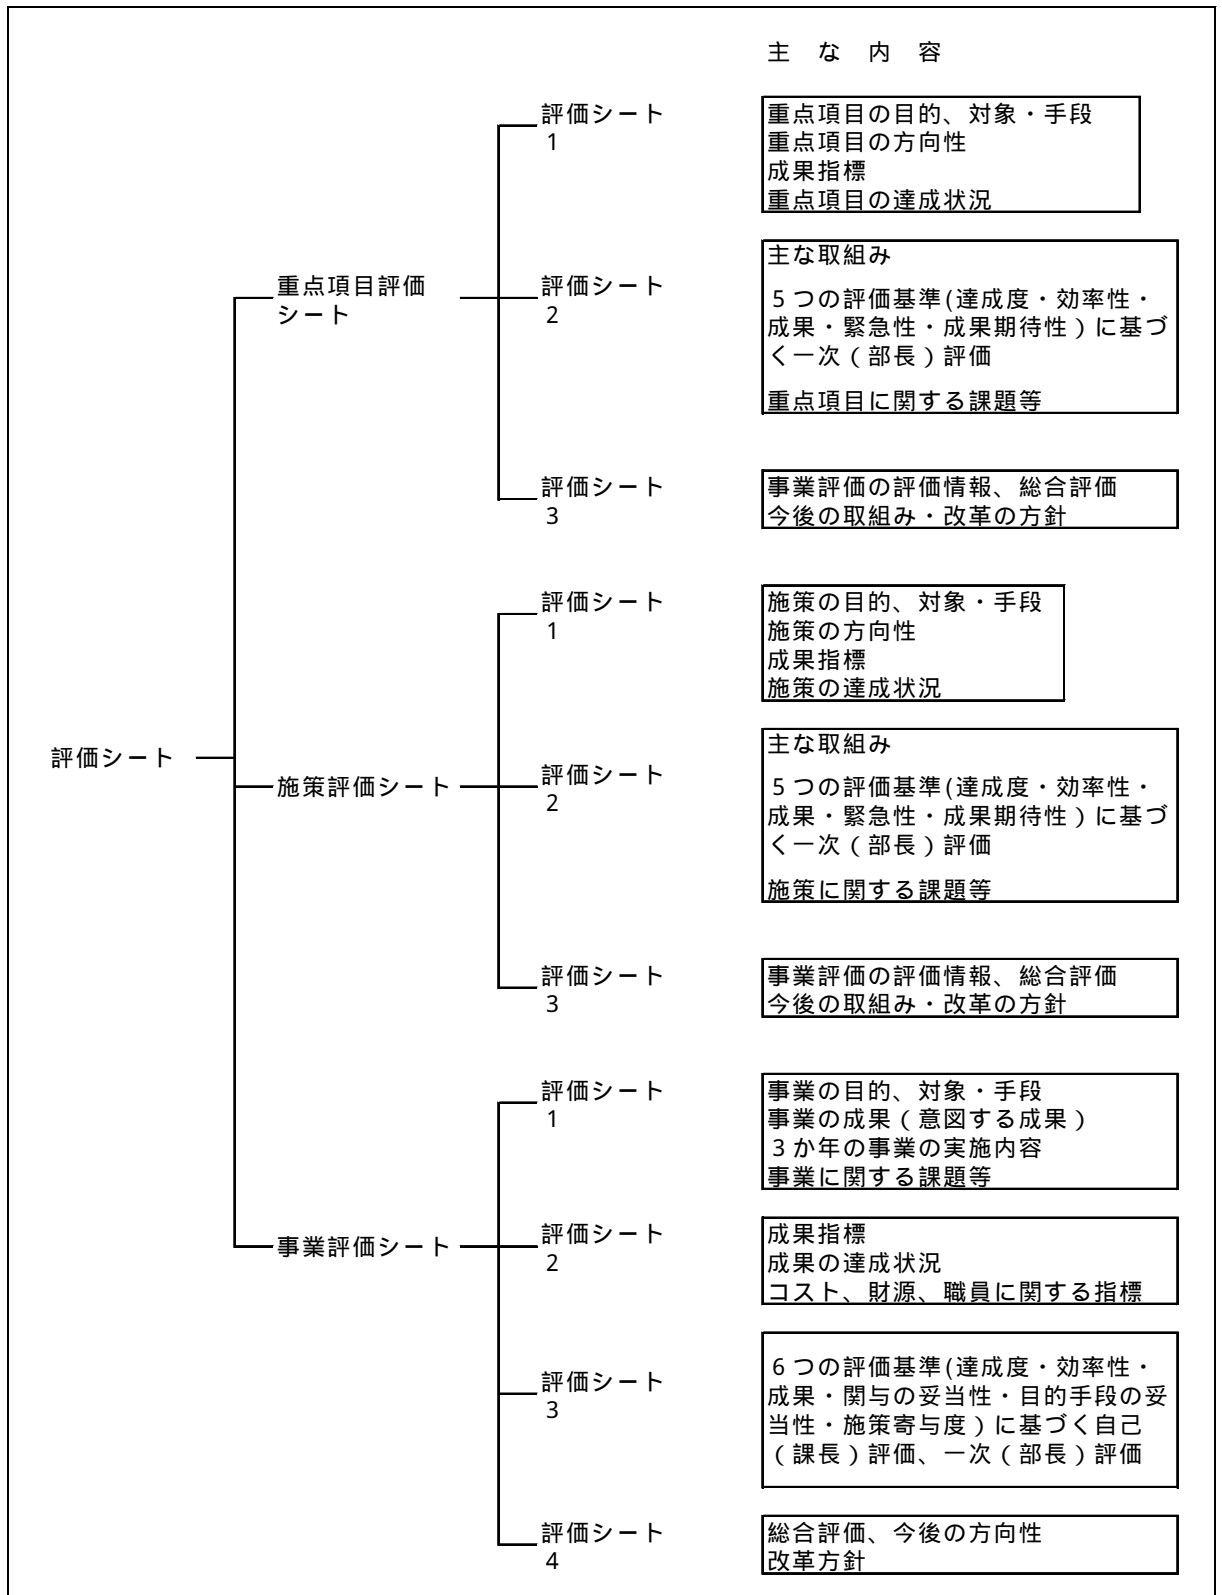 主 な 内 容
評価シート
重点項目評価
シート
評価シート
1
重点項目の目的、対象・手段
重点項目の方向性
成果指標
重点項目の達成状況
評価シート
2
主な取組み
５つの評価基準(達成度・効率性・
成果・緊急性・成果期待性）に基づ
く一次（部長）評価
重点項目に関する課題等
評価シート
3
事業評価の評価情報、総合評価
今後の取組み・改革の方針
施策評価シート
評価シート
1
施策の目的、対象・手段
施策の方向性
成果指標
施策の達成状況
評価シート
2
主な取組み
５つの評価基準(達成度・効率性・
成果・緊急性・成果期待性）に基づ
く一次（部長）評価
施策に関する課題等
評価シート
3
事業評価の評価情報、総合評価
今後の取組み・改革の方針
事業評価シート
評価シート
1
事業の目的、対象・手段
事業の成果（意図する成果）
３か年の事業の実施内容
事業に関する課題等
評価シート
2
成果指標
成果の達成状況
コスト、財源、職員に関する指標
評価シート
3
６つの評価基準(達成度・効率性・
成果・関与の妥当性・目的手段の妥
当性・施策寄与度）に基づく自己
（課長）評価、一次（部長）評価
評価シート
4
総合評価、今後の方向性
改革方針